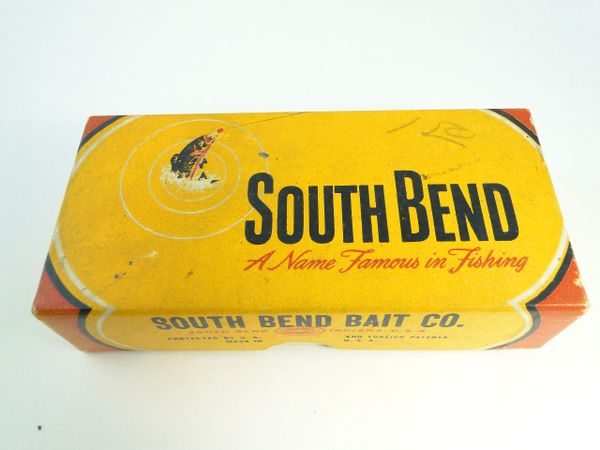 150
SOUTH BEND
A Name Famous in Fishing
SOUTH BEND BAIT CO.
SOUTH BEND INDIANA, U.S.A.
PROTECTED BY U.S. AND FOREIGN PATENTS
MADE IN U.S.A.